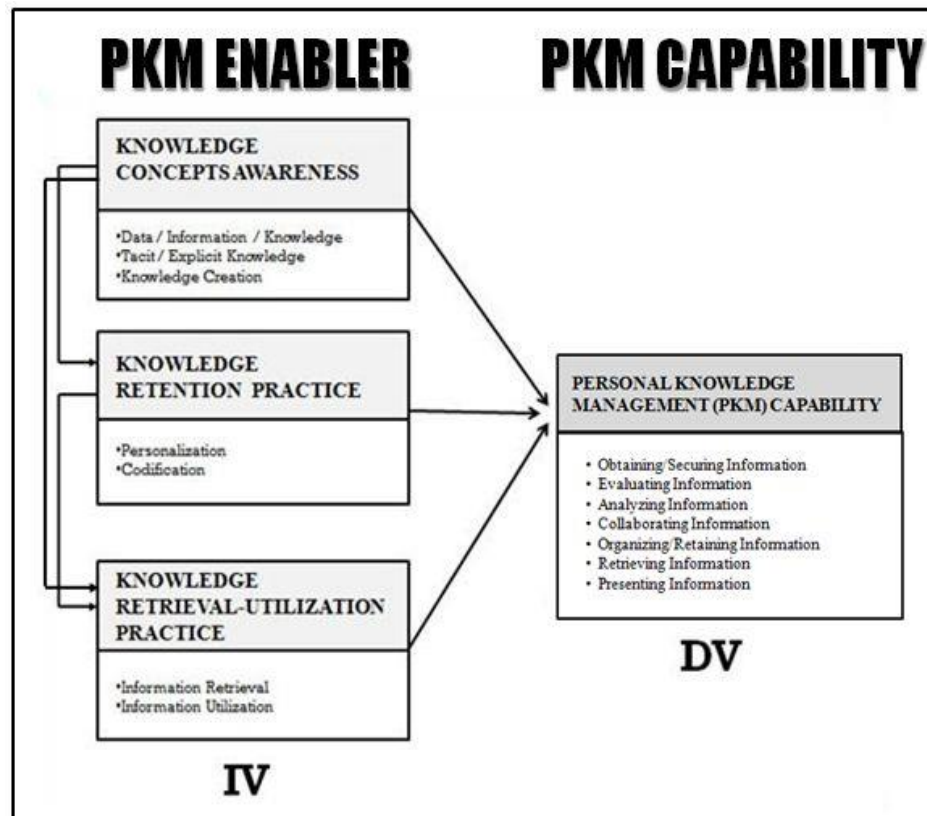 PKM ENABLER
PKM CAPABILITY
KNOWLEDGE
CONCEPTS AWARENESS
•Data / Information / Knowledge
•Tacit / Explicit Knowledge
•Knowledge Creation
KNOWLEDGE
RETENTION PRACTICE
•Personalization
•Codification
KNOWLEDGE
RETRIEVAL-UTILIZATION
PRACTICE
•Information Retrieval
•Information Utilization
IV
PERSONAL KNOWLEDGE
MANAGEMENT (PKM) CAPABILITY
• Obtaining/Securing Information
• Evaluating Information
• Analyzing Information
• Collaborating Information
• Organizing/Retaining Information
• Retrieving Information
• Presenting Information
DV